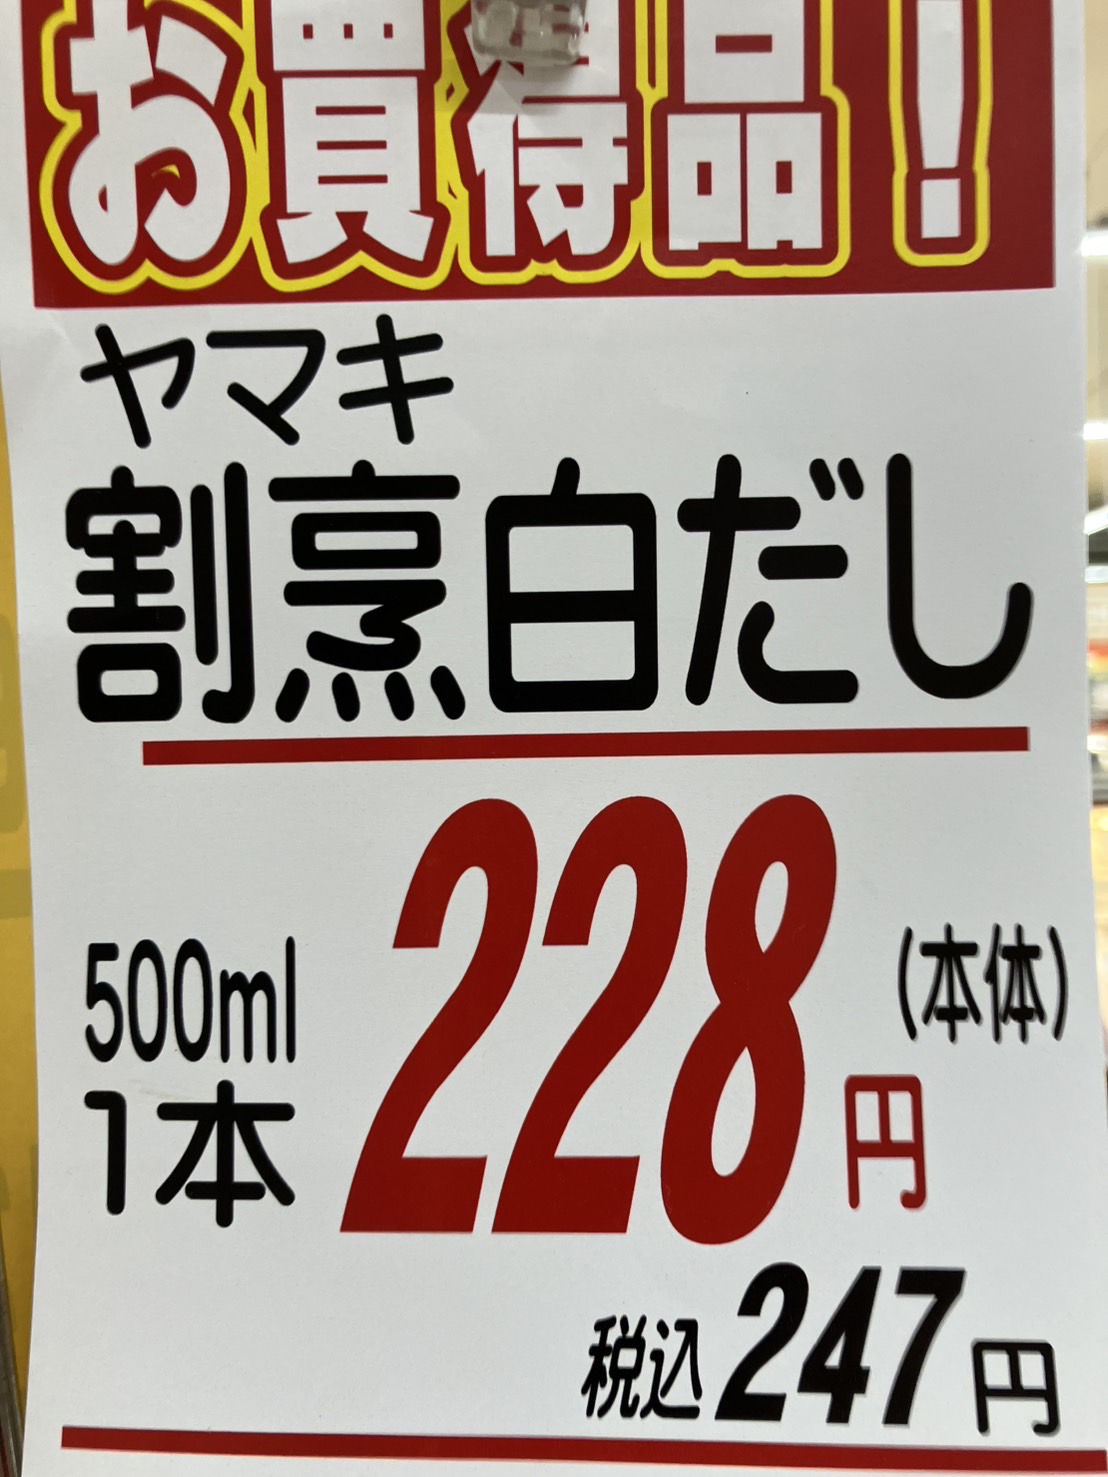 お買得品!
ヤマキ
割烹白だし
500ml
1本
228円
(本体)
税込247円